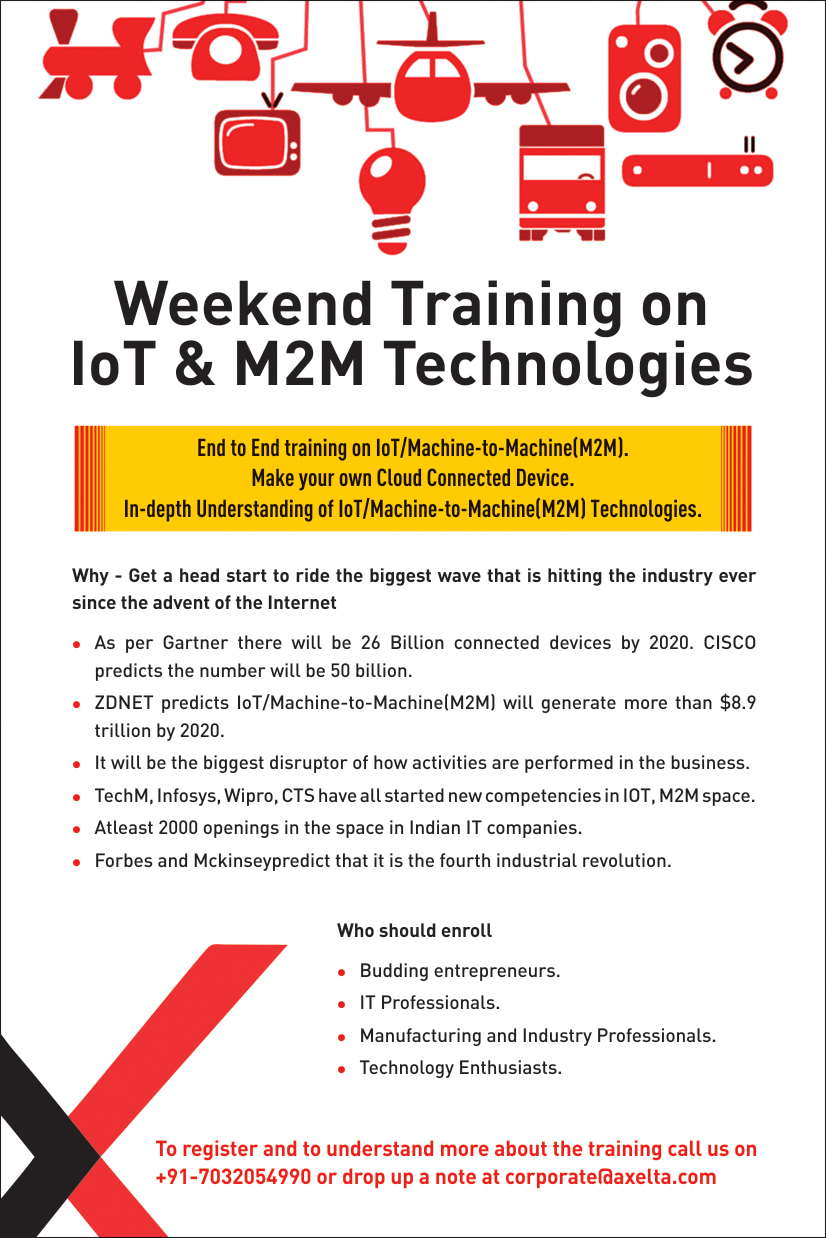 Weekend Training on
IoT & M2M Technologies
End to End training on IoT/Machine-to-Machine(M2M).
Make your own Cloud Connected Device.
In-depth Understanding of IoT/Machine-to-Machine(M2M) Technologies.
Why - Get a head start to ride the biggest wave that is hitting the industry ever
since the advent of the Internet
• As per Gartner there will be 26 Billion connected devices by 2020. CISCO
predicts the number will be 50 billion.
• ZDNET predicts IoT/Machine-to-Machine(M2M) will generate more than $8.9
trillion by 2020.
• It will be the biggest disruptor of how activities are performed in the business.
• TechM, Infosys, Wipro, CTS have all started new competencies in IOT, M2M space.
• Atleast 2000 openings in the space in Indian IT companies.
• Forbes and Mckinseypredict that it is the fourth industrial revolution.
Who should enroll
• Budding entrepreneurs.
• IT Professionals.
• Manufacturing and Industry Professionals.
• Technology Enthusiasts.
To register and to understand more about the training call us on
+91-7032054990 or drop up a note at corporate@axelta.com